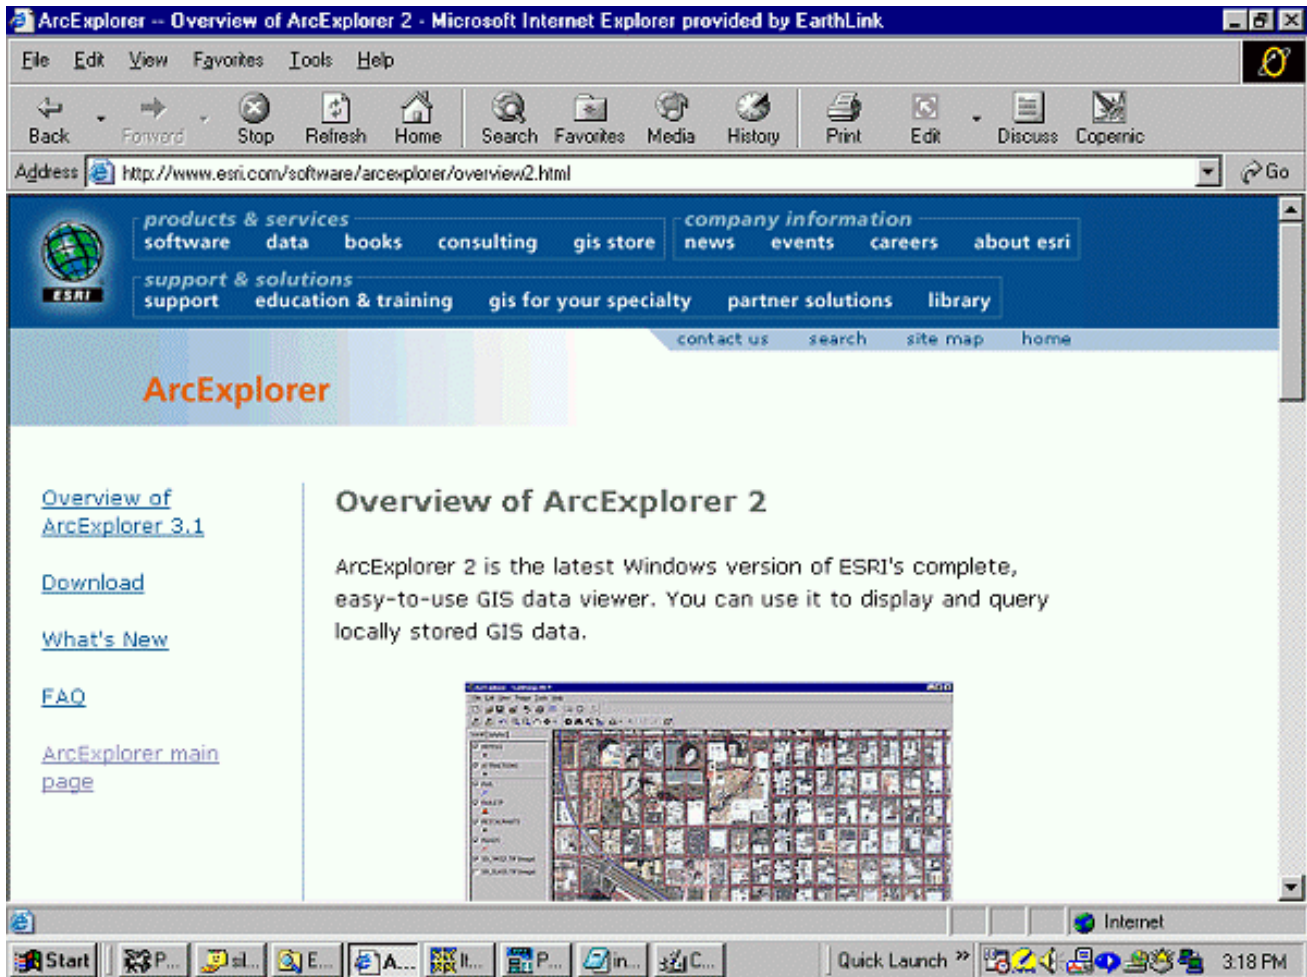 ArcExplorer -- Overview of ArcExplorer 2 - Microsoft Internet Explorer provided by EarthLink
File Edit View Favorites Tools Help
Back Forward Stop Refresh Home Search Favorites Media History Print Edit Discuss Copernic
Address http://www.esri.com/software/arcexplorer/overview2.html Go
products & services company information
software data books consulting gis store news events careers about esri
support & solutions
ESRI support education & training gis for your specialty partner solutions library
contact us search site map home
ArcExplorer
Overview of
ArcExplorer 3.1
Download
What's New
FAQ
ArcExplorer main
page
Overview of ArcExplorer 2
ArcExplorer 2 is the latest Windows version of ESRI's complete,
easy-to-use GIS data viewer. You can use it to display and query
locally stored GIS data.
Internet
Start P... sl... E... A... It... P... in... C... Quick Launch » 3:18 PM